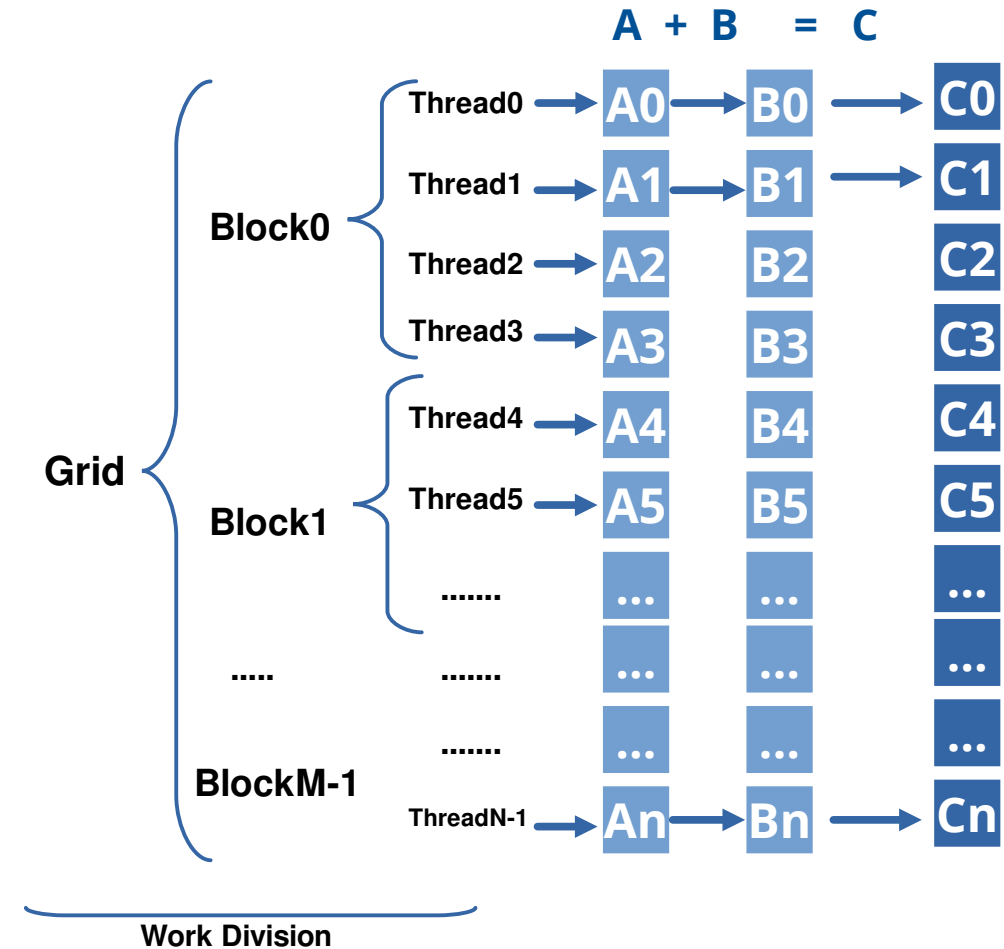 A + B = C
Thread0 A0 B0 C0
Thread1 A1 B1 C1
Block0
Thread2 A2 B2 C2
Thread3 A3 B3 C3
Thread4 A4 B4 C4
Grid
Thread5 A5 B5 C5
Block1
....... ... ... ...
..... ....... ... ... ...
....... ... ... ...
BlockM-1
ThreadN-1 An Bn Cn
Work Division